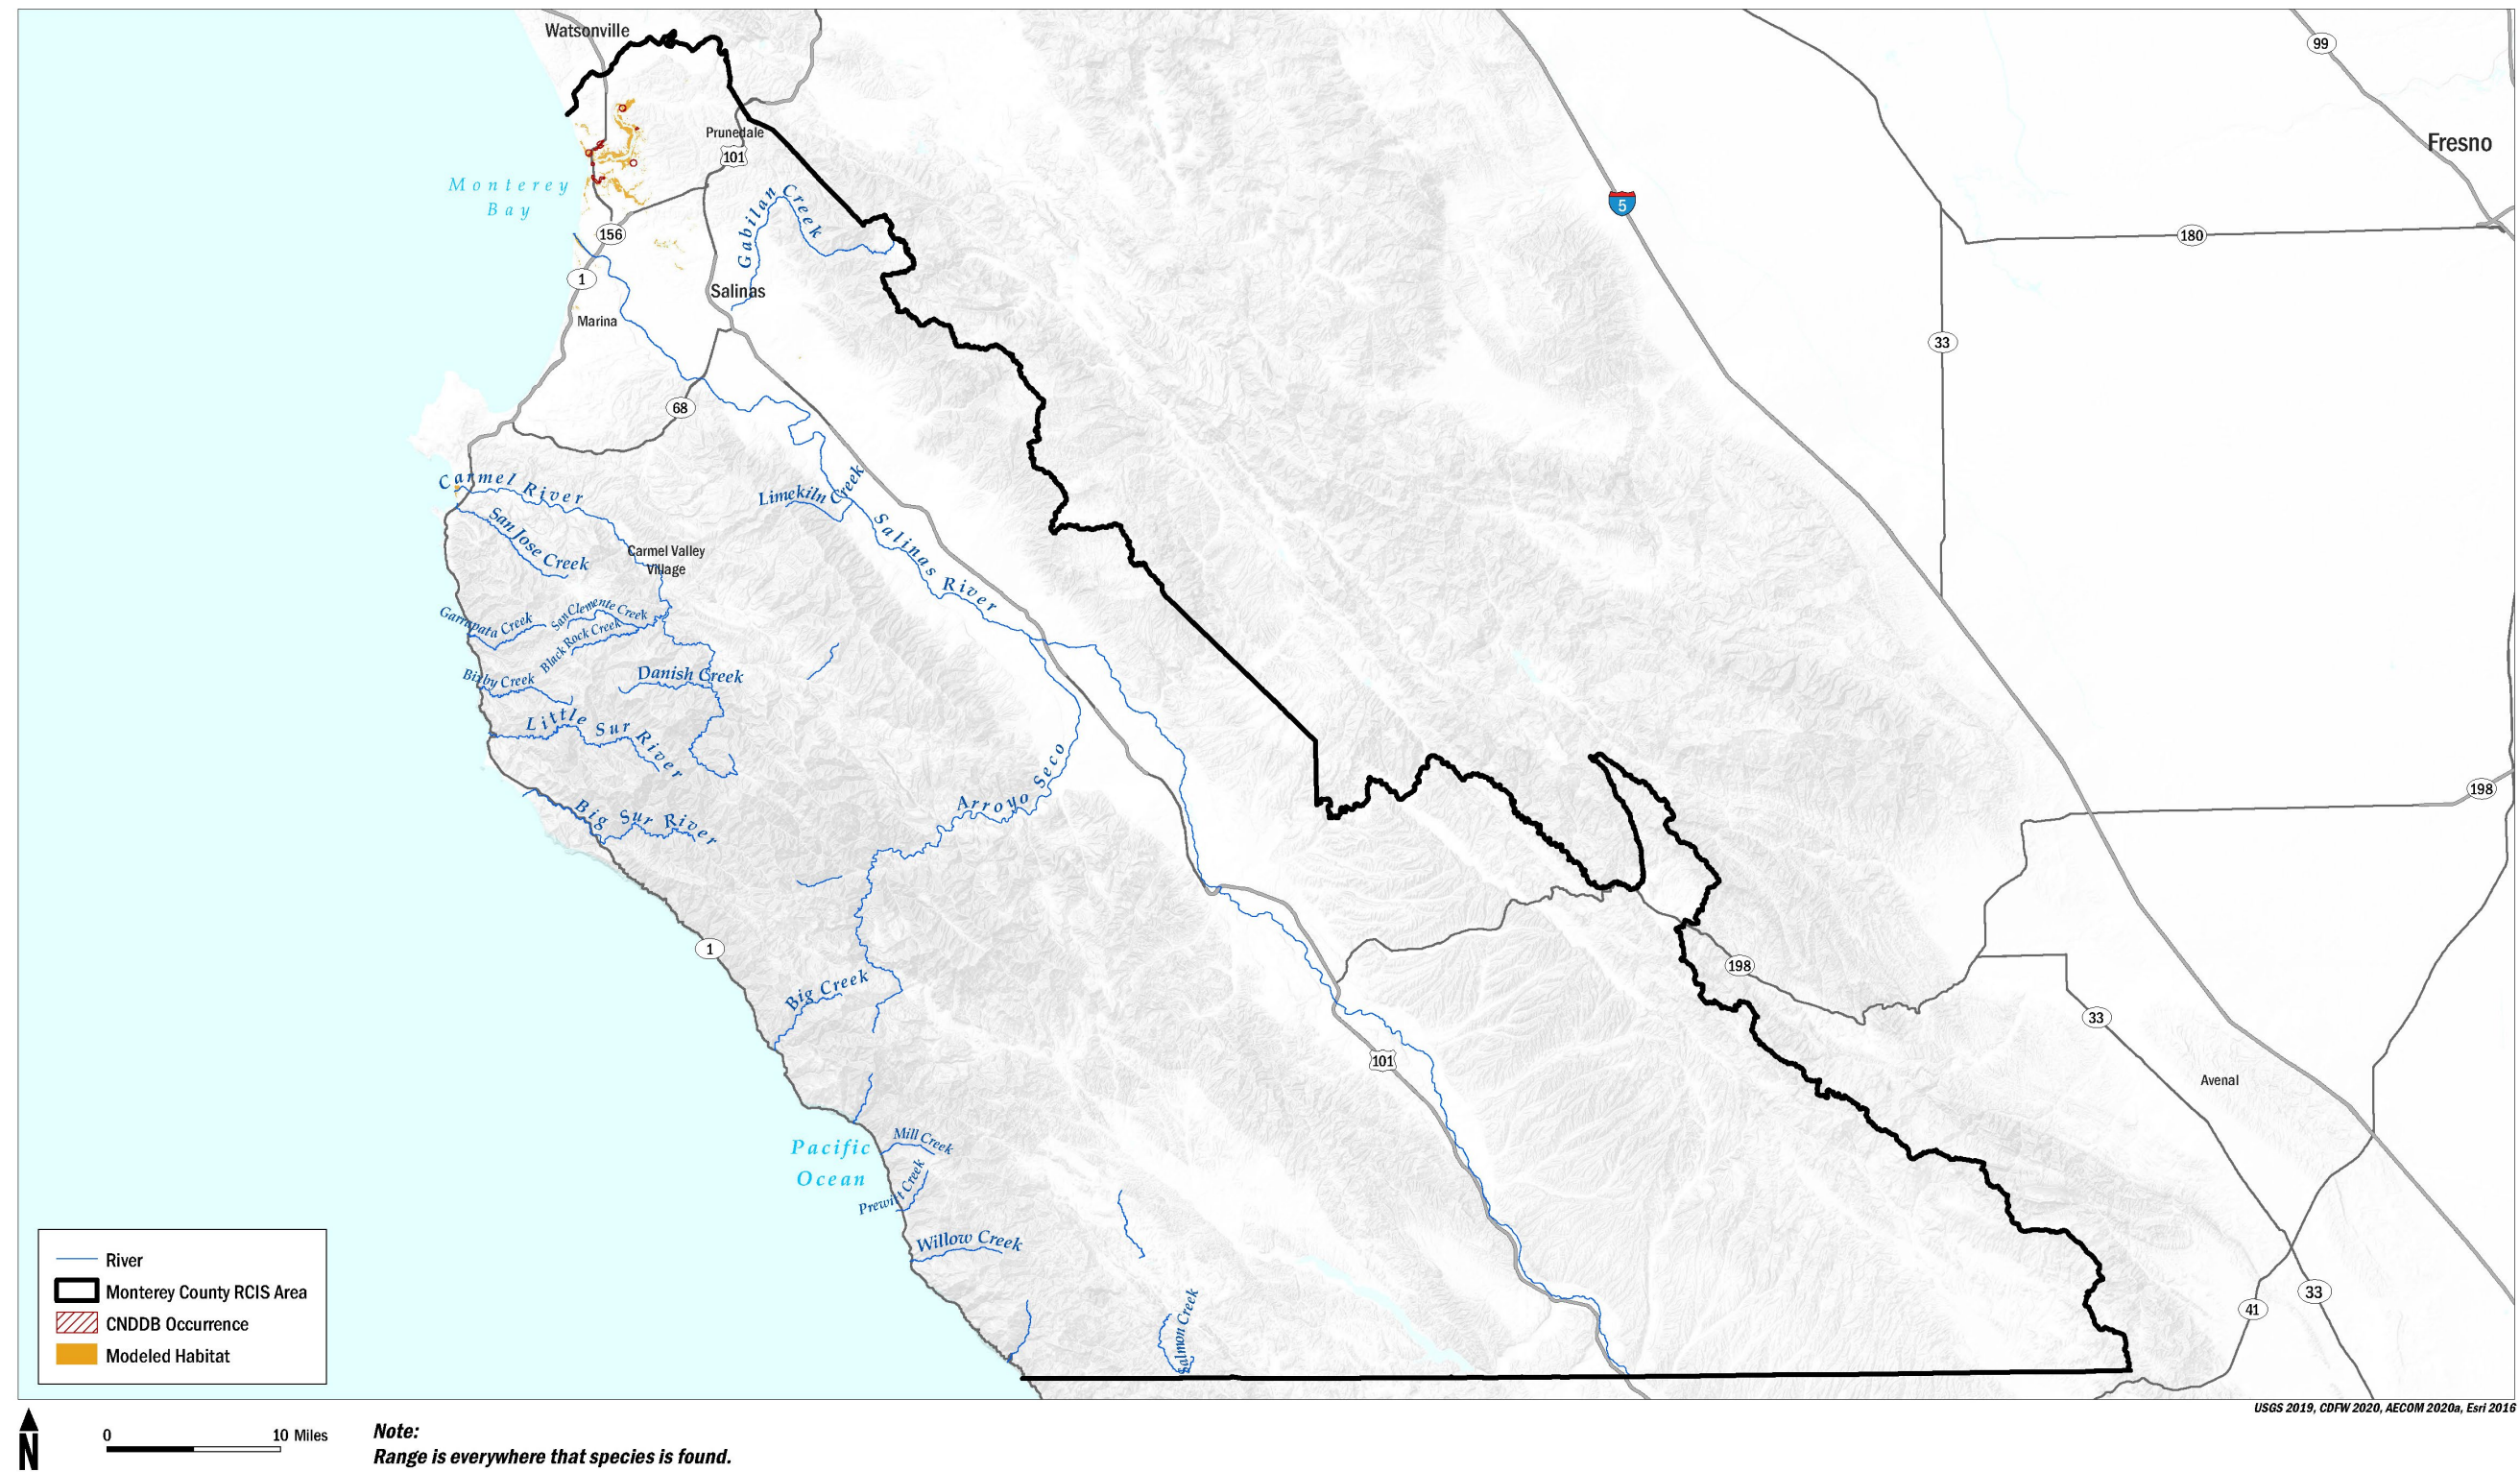 Watsonville
99
Fresno
Prunedale
101
Monterey
Bay
Gabilan Creek
5
156
180
1
Salinas
Marina
33
68
Carmel River
Limekiln Creek
San Jose Creek
Salinas River
Carmel Valley
Village
Garrapata Creek
San Clemente Creek
Black Rock Creek
Bixby Creek
Danish Creek
Little Sur River
Arroyo Seco
198
Big Sur River
1
198
Big Creek
33
101
Avenal
Pacific
Ocean
Mill Creek
Prewitt Creek
Willow Creek
Salmon Creek
41
33
River
Monterey County RCIS Area
CNDDB Occurrence
Modeled Habitat
USGS 2019, CDFW 2020, AECOM 2020a, Esri 2016
N
0 10 Miles
Note:
Range is everywhere that species is found.